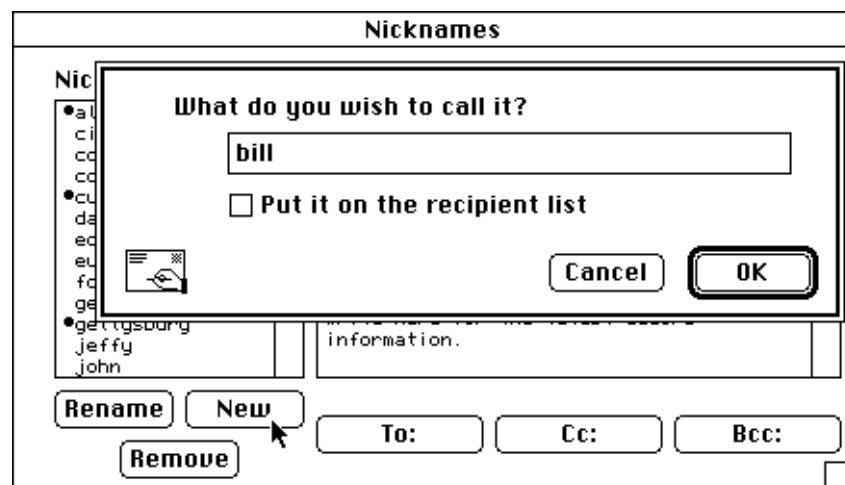 Nicknames
What do you wish to call it?
bill
Put it on the recipient list
Cancel
OK
jeffy
john
information.
Rename
New
To:
Cc:
Bcc:
Remove